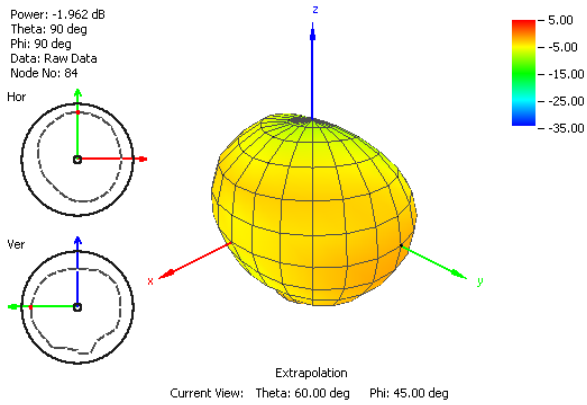 Power: -1.962 dB
Theta: 90 deg
Phi: 90 deg
Data: Raw Data
Node No: 84
Hor
Ver
z
x
y
5.00
-5.00
-15.00
-25.00
-35.00
Extrapolation
Current View: Theta: 60.00 deg Phi: 45.00 deg